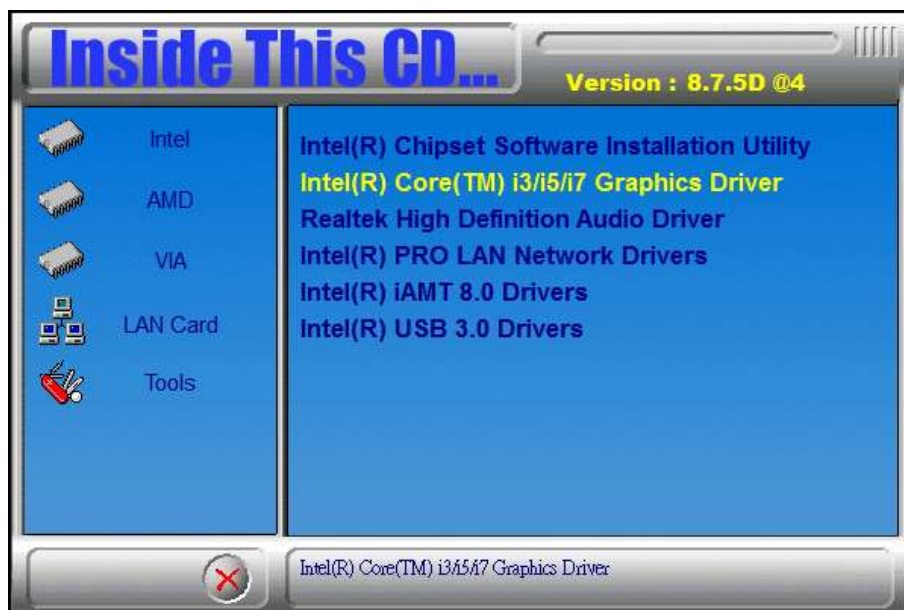 Inside This CD...
Version : 8.7.5D @4
Intel
AMD
VIA
LAN Card
Tools
Intel(R) Chipset Software Installation Utility
Intel(R) Core(TM) i3/i5/i7 Graphics Driver
Realtek High Definition Audio Driver
Intel(R) PRO LAN Network Drivers
Intel(R) iAMT 8.0 Drivers
Intel(R) USB 3.0 Drivers
Intel(R) Core(TM) i3/i5/i7 Graphics Driver